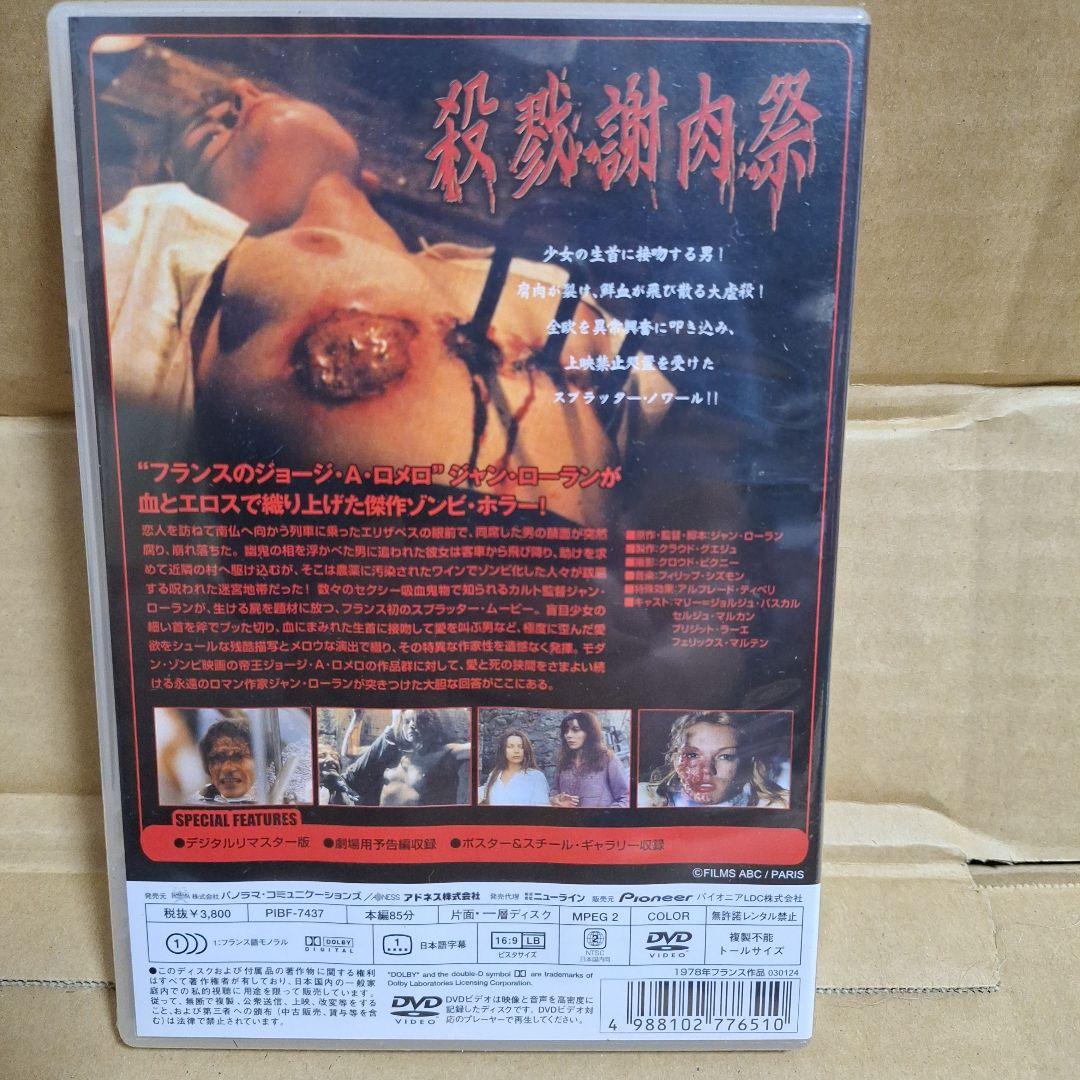 殺戮謝肉祭
少女の生首に接吻する男!
腐肉が裂け、鮮血が飛び散る大虐殺!
全欧を異常興奮に叩き込み、
上映禁止処置を受けた
スプラッター・ノワール!!
“フランスのジョージ・A・ロメロ”ジャン・ローランが
血とエロスで織り上げた傑作ゾンビ・ホラー!
恋人を訪ねて南仏へ向かう列車に乗ったエリザベスの眼前で、同席した男の顔面が突然
腐り、崩れ落ちた。幽鬼の相を浮かべた男に追われた彼女は客車から飛び降り、助けを求
めて近隣の村へ駆け込むが、そこは農薬に汚染されたワインでゾンビ化した人々が跋扈
する呪われた迷宮地帯だった! 数々のセクシー吸血鬼物で知られるカルト監督ジャン・
ローランが、生ける屍を題材に放つ、フランス初のスプラッター・ムービー。盲目少女の
細い首を斧でブッた切り、血にまみれた生首に接吻して愛を叫ぶ男など、極度に歪んだ愛
欲をシュールな残酷描写とメロウな演出で綴り、その特異な作家性を遺憾なく発揮。モダ
ン・ゾンビ映画の帝王ジョージ・A・ロメロの作品群に対して、愛と死の狭間をさまよい続
ける永遠のロマン作家ジャン・ローランが突きつけた大胆な回答がここにある。
■原作・監督・脚本:ジャン・ローラン
■製作:クラウド・グエジュ
■撮影:クロウド・ビクニー
■音楽:フィリップ・シズモン
■特殊効果:アルフレード・ティベリ
■キャスト:マリー=ジョルジュ・パスカル
セルジュ・マルカン
ブリジット・ラーエ
フェリックス・マルテン
SPECIAL FEATURES
●デジタルリマスター版 ●劇場用予告編収録 ●ポスター&スチール・ギャラリー収録
©FILMS ABC / PARIS
発売元 株式会社 パノラマ・コミュニケーションズ/ADNESS アドネス株式会社 発売代理 ニューライン 販売元 Pioneer パイオニアLDC株式会社
税抜¥3,800 PIBF-7437 本編85分 片面・一層ディスク MPEG 2 COLOR 無許諾レンタル禁止
1 1:フランス語モノラル DOLBY DIGITAL 1 日本語字幕 16:9 LB ビスタサイズ 2 NTSC 日本国内向 DVD VIDEO 複製不能 トールサイズ
1978年フランス作品 030124
●このディスクおよび付属品の著作物に関する権利
はすべて著作権者が有しており、日本国内の一般家
庭内での私的視聴に用途を限って販売しています。
従って、無断で複製、公衆送信、上映、改変等をする
こと、および第三者への頒布(中古販売、貸与等を含
む)は法律で禁止されています。
"DOLBY" and the double-D symbol are trademarks of
Dolby Laboratories Licensing Corporation.
DVD VIDEO
DVDビデオは映像と音声を高密度に
記録したディスクです。DVDビデオ対
応のプレーヤーで再生してください。
4 988102 776510